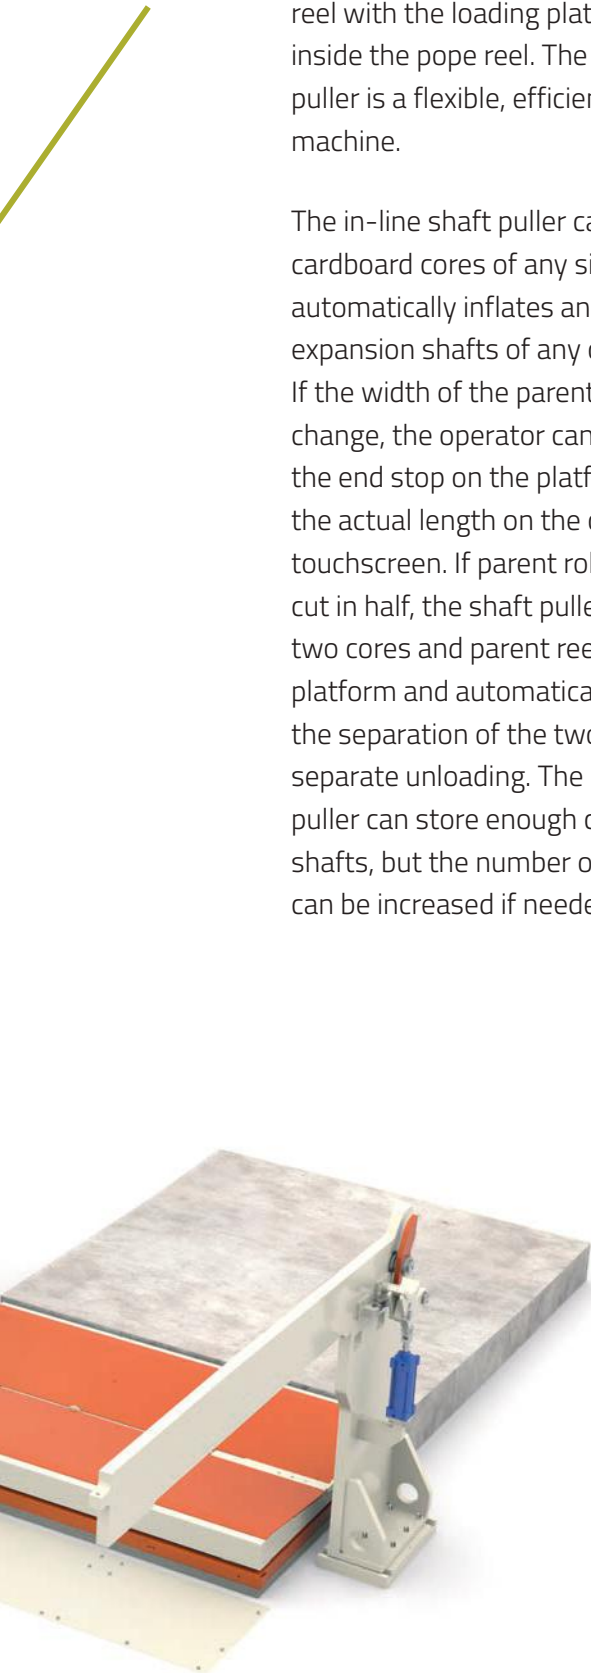 reel with the loading plat
inside the pope reel. The
puller is a flexible, efficie
machine.
The in-line shaft puller ca
cardboard cores of any si
automatically inflates an
expansion shafts of any
If the width of the parent
change, the operator can
the end stop on the platf
the actual length on the
touchscreen. If parent rol
cut in half, the shaft pulle
two cores and parent ree
platform and automatica
the separation of the two
separate unloading. The
puller can store enough
shafts, but the number o
can be increased if neede